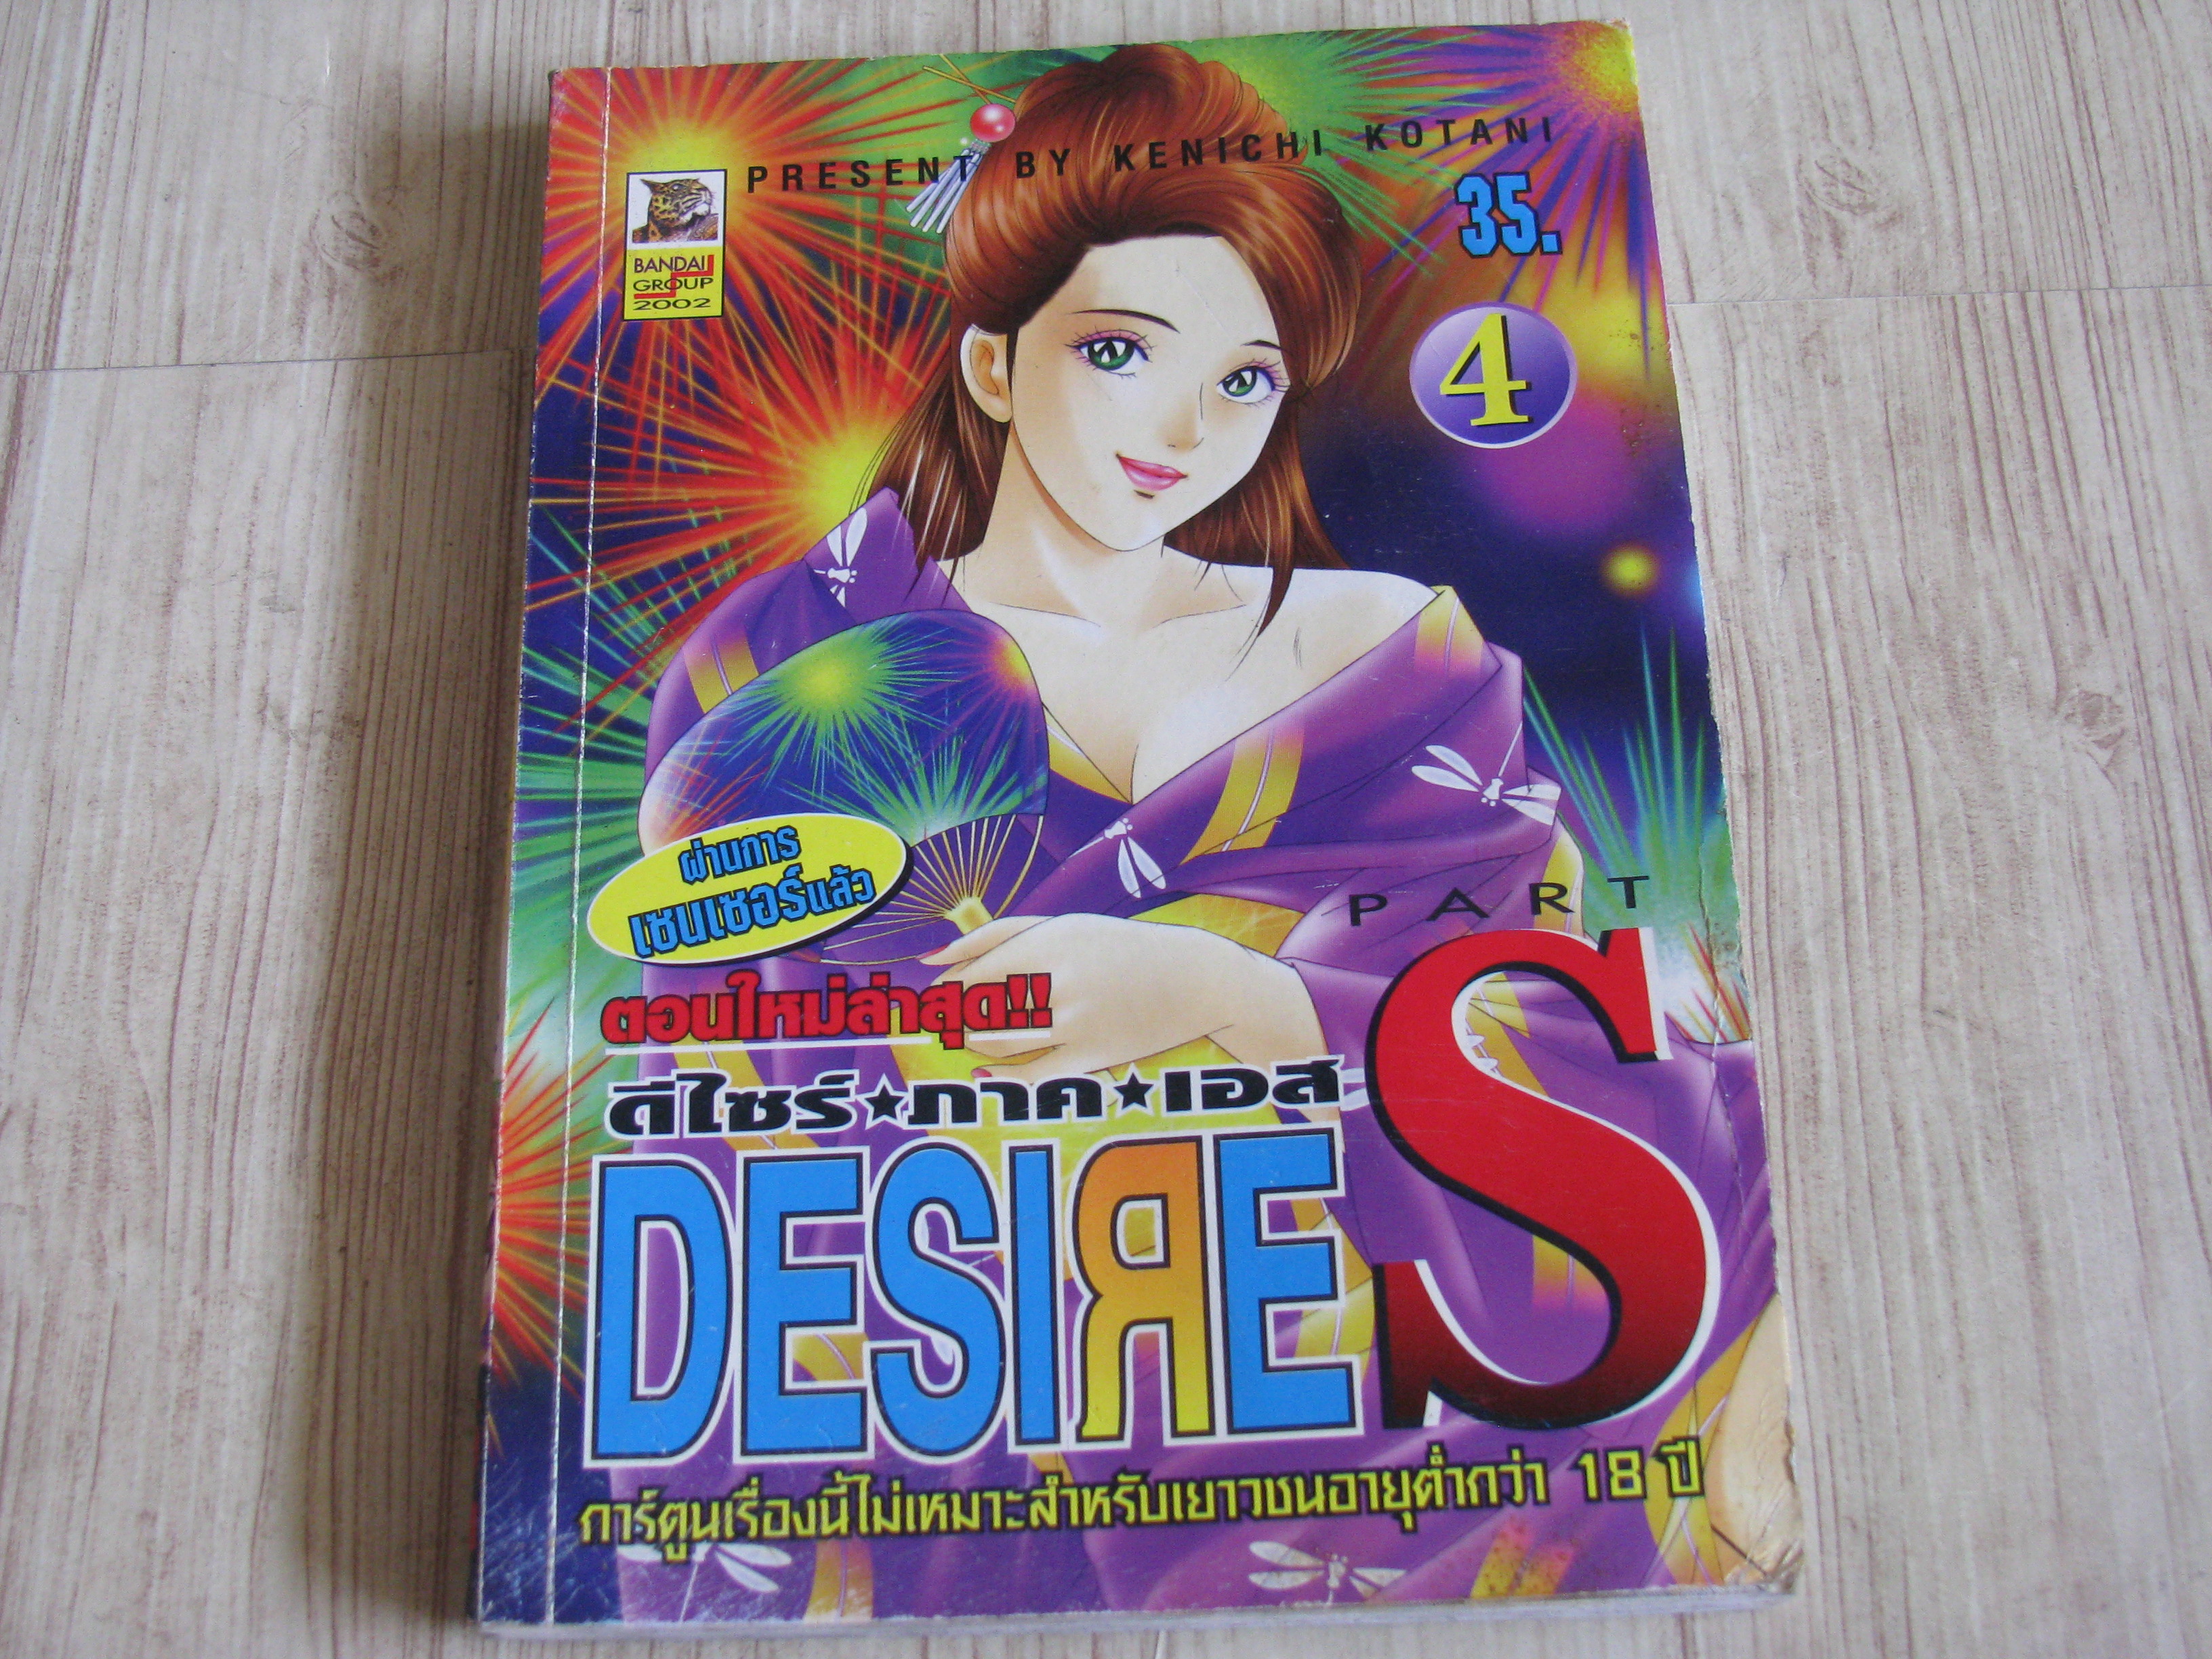 PRESENT BY KENICHI KOTANI
BANDAI
GROUP
2002
35.
4
ผ่านการ
เซนเซอร์แล้ว
PART
S
ตอนใหม่ล่าสุด!!
ดีไซร์★ภาค★เอส
DESIRE
การ์ตูนเรื่องนี้ไม่เหมาะสำหรับเยาวชนอายุต่ำกว่า 18 ปี